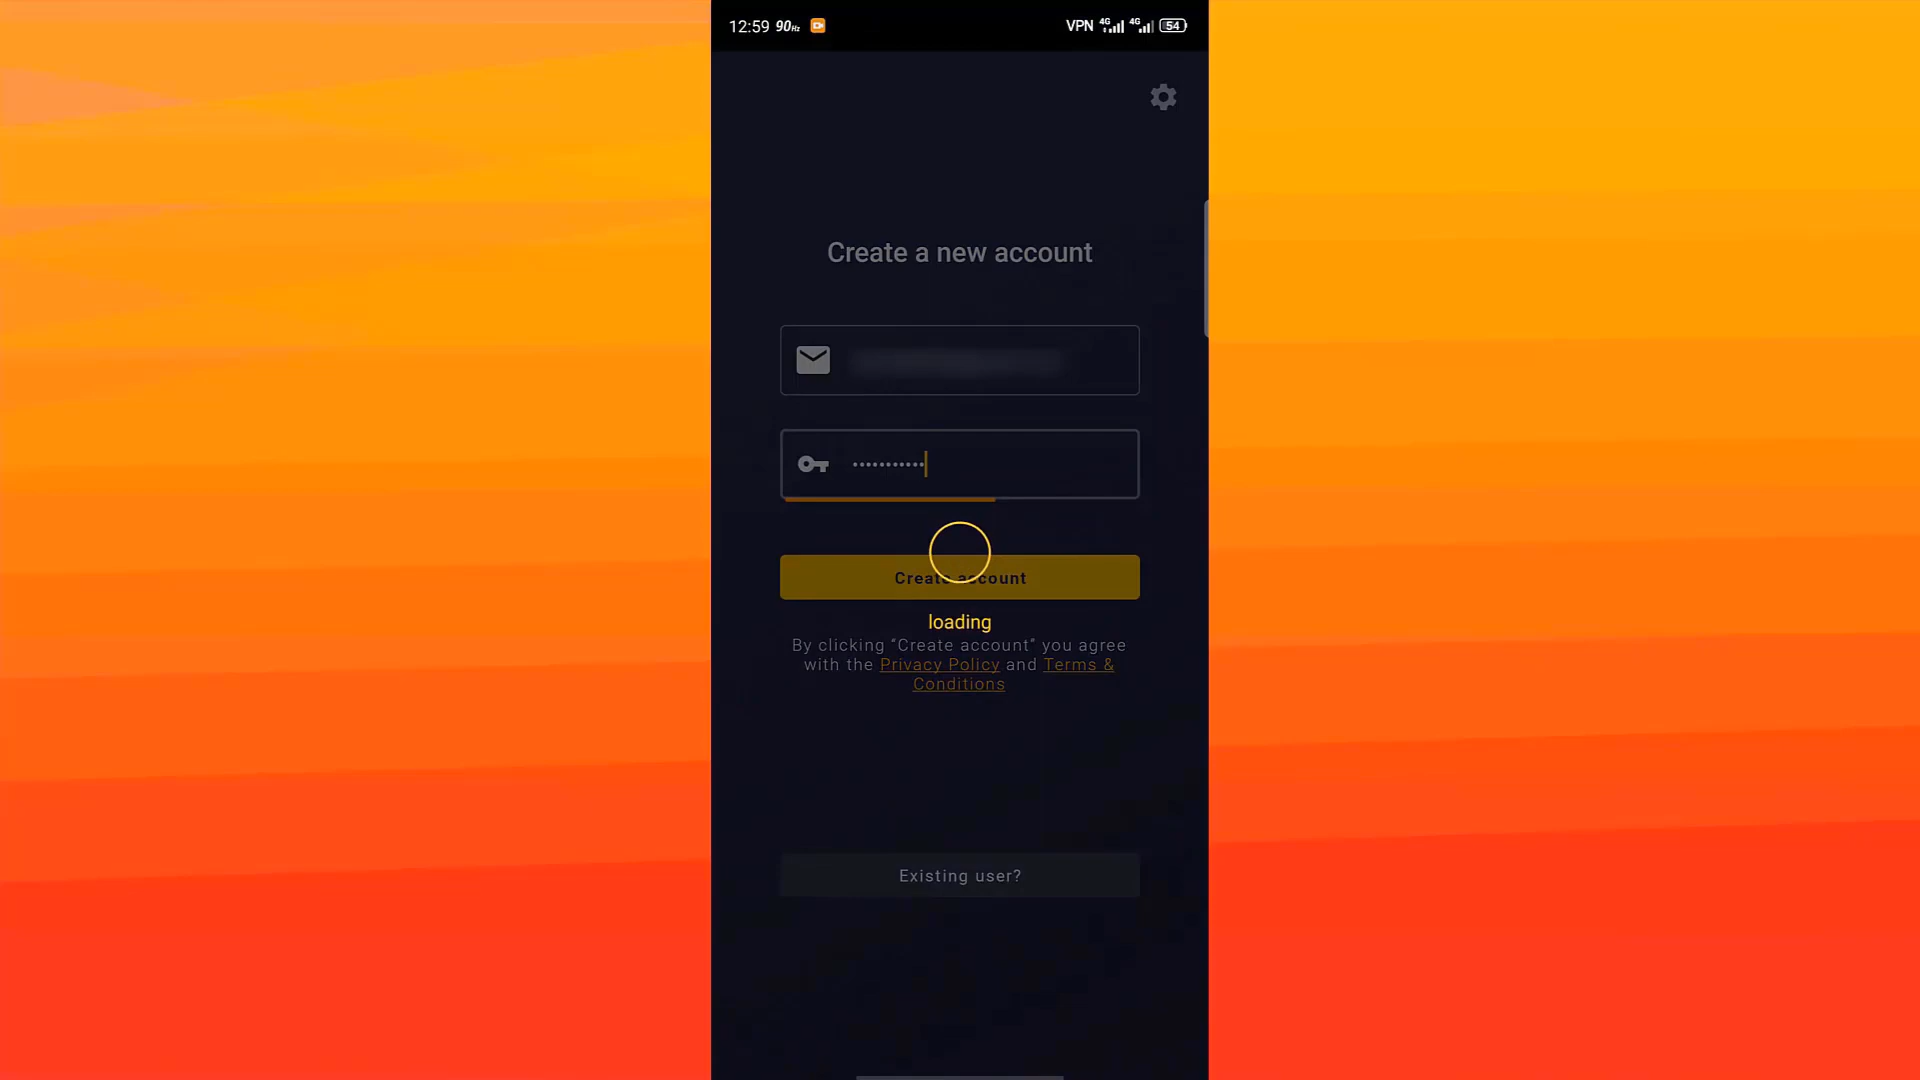 12:59 90Hz VPN 4G 4G 54
Create a new account
•••••••••••
Create account
loading
By clicking “Create account” you agree
with the Privacy Policy and Terms &
Conditions
Existing user?